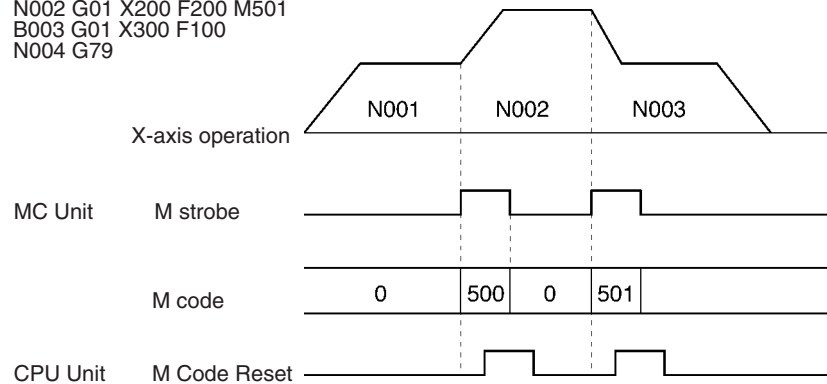 N002 G01 X200 F200 M501
B003 G01 X300 F100
N004 G79
N001 N002 N003
X-axis operation
MC Unit M strobe
M code 0 500 0 501
CPU Unit M Code Reset